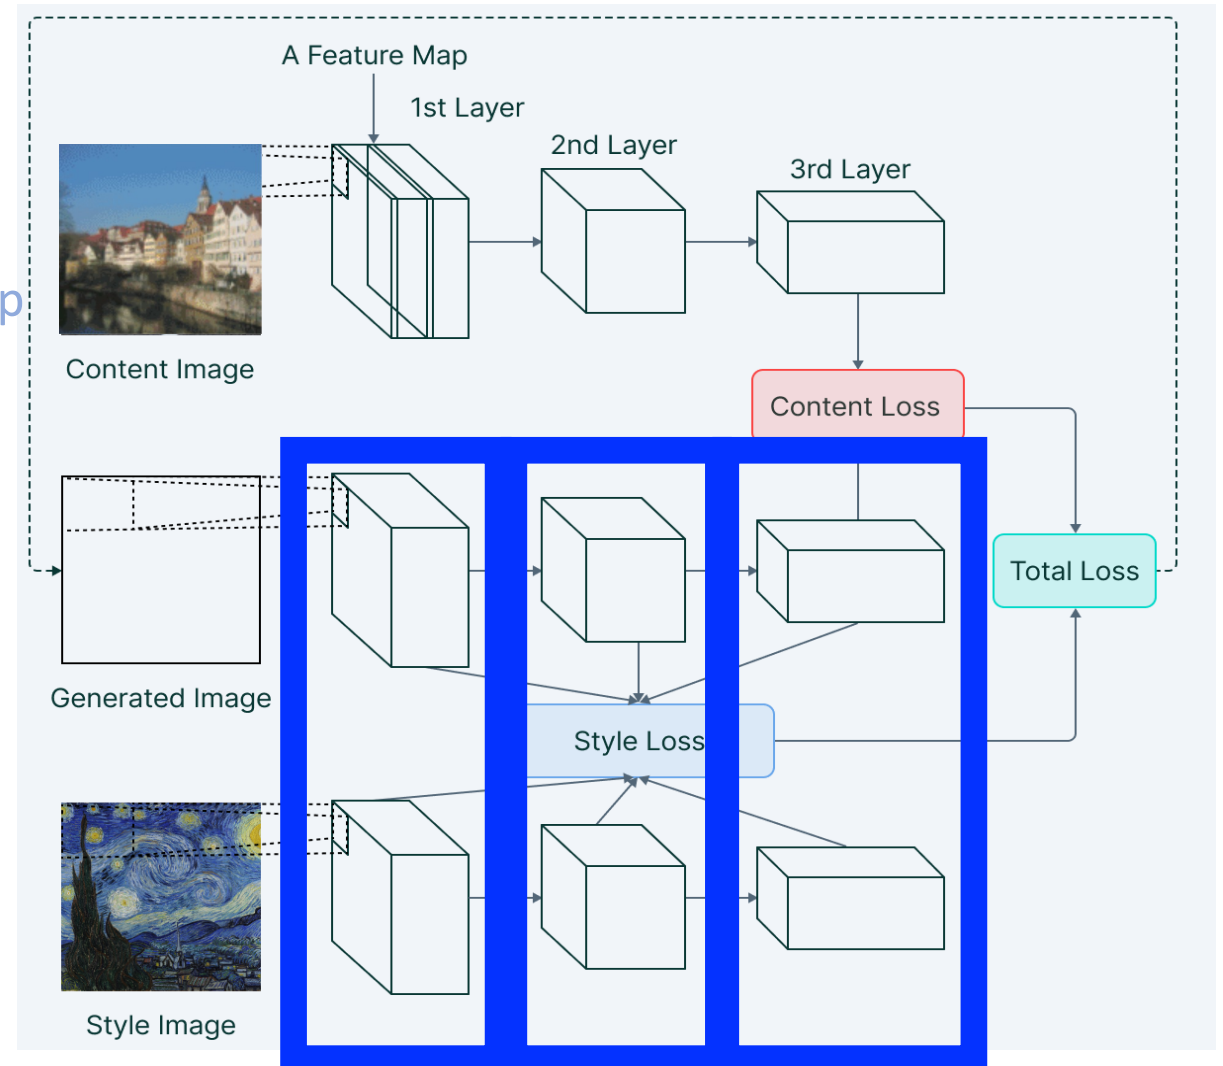 A Feature Map
1st Layer
2nd Layer
3rd Layer
p
Content Image
Content Loss
Total Loss
Generated Image
Style Loss
Style Image